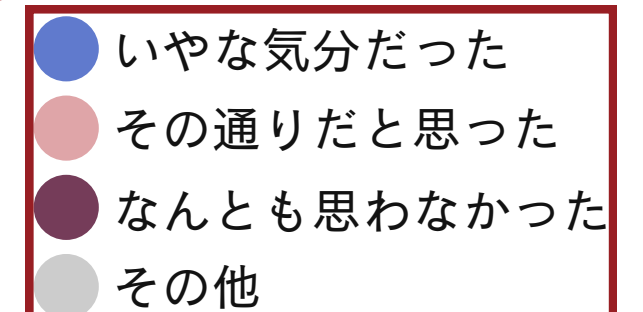 いやな気分だった
その通りだと思った
なんとも思わなかった
その他